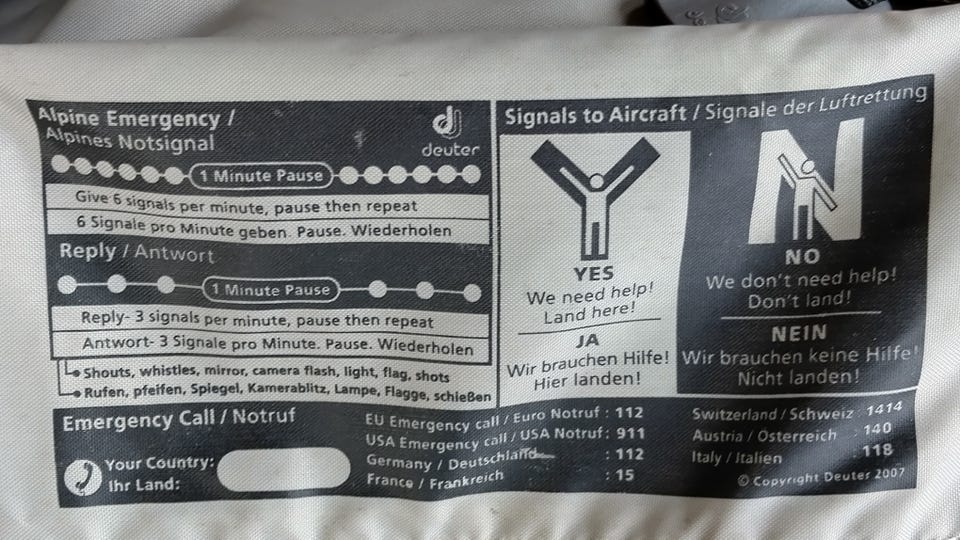 Alpine Emergency /
Alpines Notsignal
deuter
1 Minute Pause
Give 6 signals per minute, pause then repeat
6 Signale pro Minute geben. Pause. Wiederholen
Reply / Antwort
1 Minute Pause
Reply- 3 signals per minute, pause then repeat
Antwort- 3 Signale pro Minute. Pause. Wiederholen
Shouts, whistles, mirror, camera flash, light, flag, shots
Rufen, pfeifen, Spiegel, Kamerablitz, Lampe, Flagge, schießen
Signals to Aircraft / Signale der Luftrettung
YES
We need help!
Land here!
JA
Wir brauchen Hilfe!
Hier landen!
N
NO
We don't need help!
Don't land!
NEIN
Wir brauchen keine Hilfe!
Nicht landen!
Emergency Call / Notruf
Your Country:
Ihr Land:
EU Emergency call / Euro Notruf : 112
USA Emergency call / USA Notruf: 911
Germany / Deutschland : 112
France / Frankreich : 15
Switzerland / Schweiz : 1414
Austria / Österreich : 140
Italy / Italien : 118
© Copyright Deuter 2007